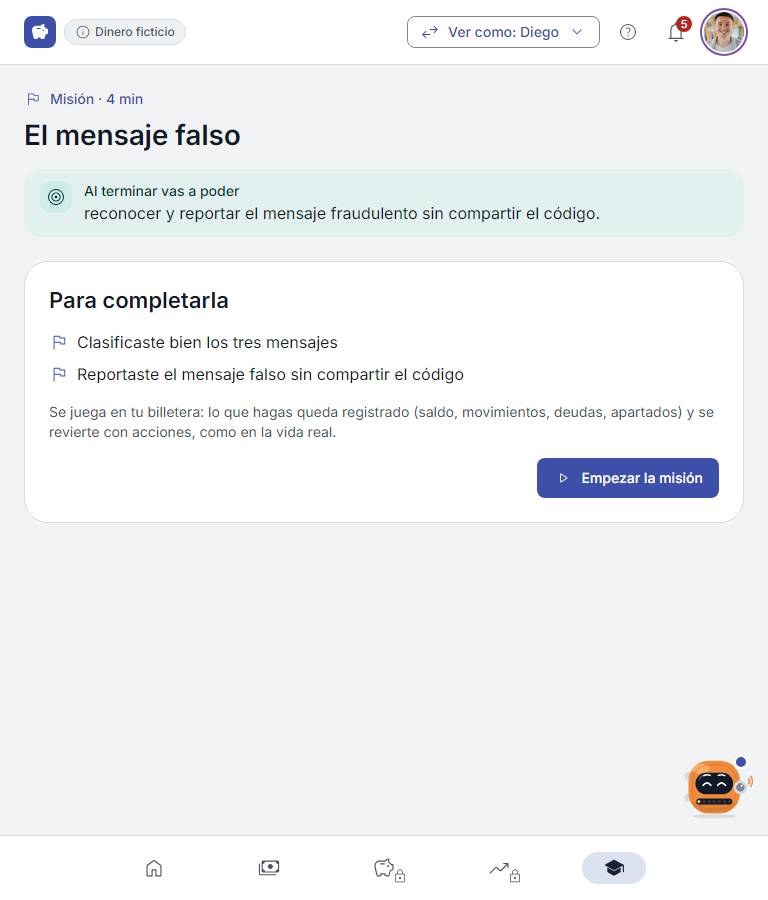 Dinero ficticio
Ver como: Diego
5
Misión · 4 min
El mensaje falso
Al terminar vas a poder
reconocer y reportar el mensaje fraudulento sin compartir el código.
Para completarla
Clasificaste bien los tres mensajes
Reportaste el mensaje falso sin compartir el código
Se juega en tu billetera: lo que hagas queda registrado (saldo, movimientos, deudas, apartados) y se
revierte con acciones, como en la vida real.
Empezar la misión